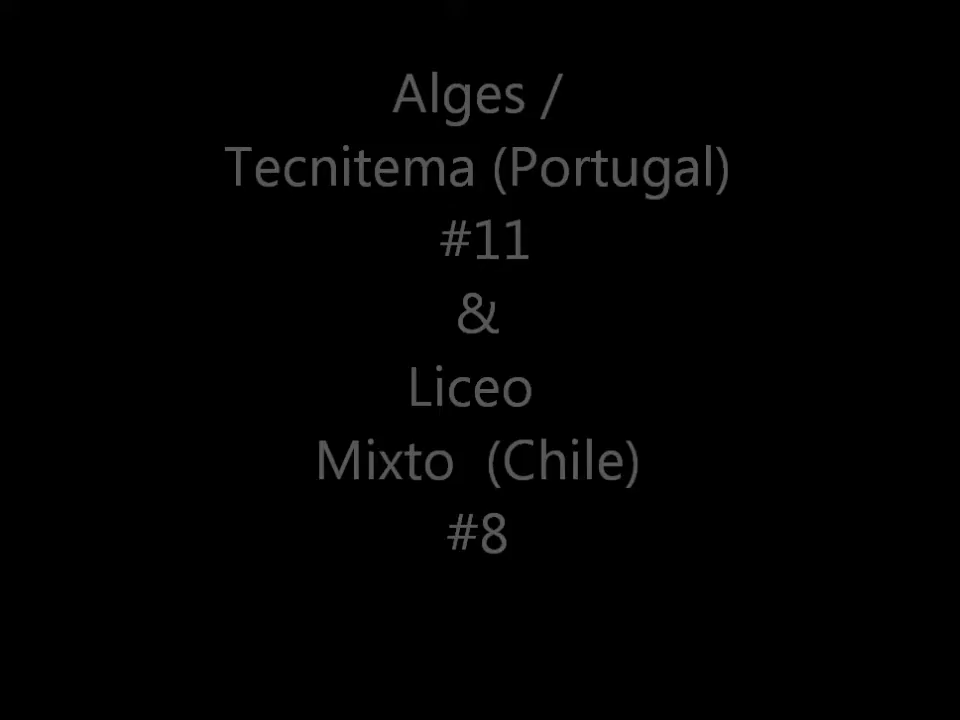 Alges /
Tecnitema (Portugal)
#11
&
Liceo
Mixto (Chile)
#8